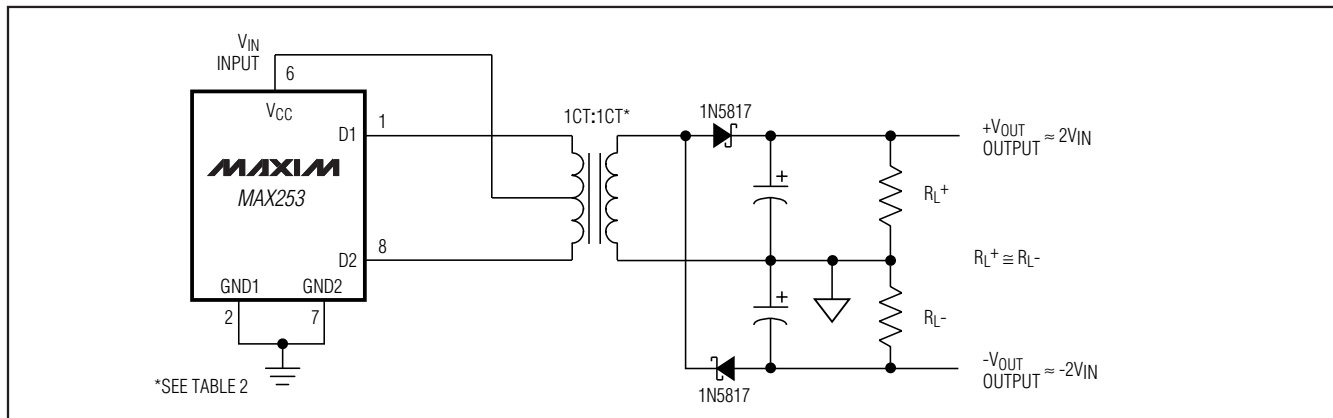 VIN
INPUT
6
VCC
1CT:1CT*
1N5817
1
D1
+VOUT
OUTPUT ≈ 2VIN
MAXIM
MAX253
RL+
8
D2
RL+ ≅ RL-
GND1 GND2
2 7
RL-
*SEE TABLE 2
1N5817
-VOUT
OUTPUT ≈ -2VIN
+
+